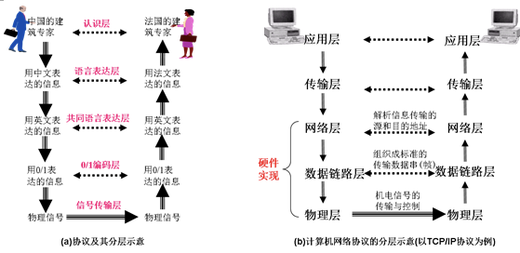 中国的建
筑专家
认识层
法国的建
筑专家
用中文表
达的信息
语言表达层
用法文表
达的信息
用英文表
达的信息
共同语言表达层
用英文表
达的信息
用0/1表
达的信息
0/1编码层
用0/1表
达的信息
物理信号
信号传输层
物理信号
(a)协议及其分层示意
应用层
应用层
传输层
传输层
网络层
解析信息传输的
源和目的地址
网络层
硬件
实现
数据链路层
组织成标准的
传输数据串(帧)
数据链路层
物理层
机电信号的
传输与控制
物理层
(b)计算机网络协议的分层示意(以TCP/IP协议为例)